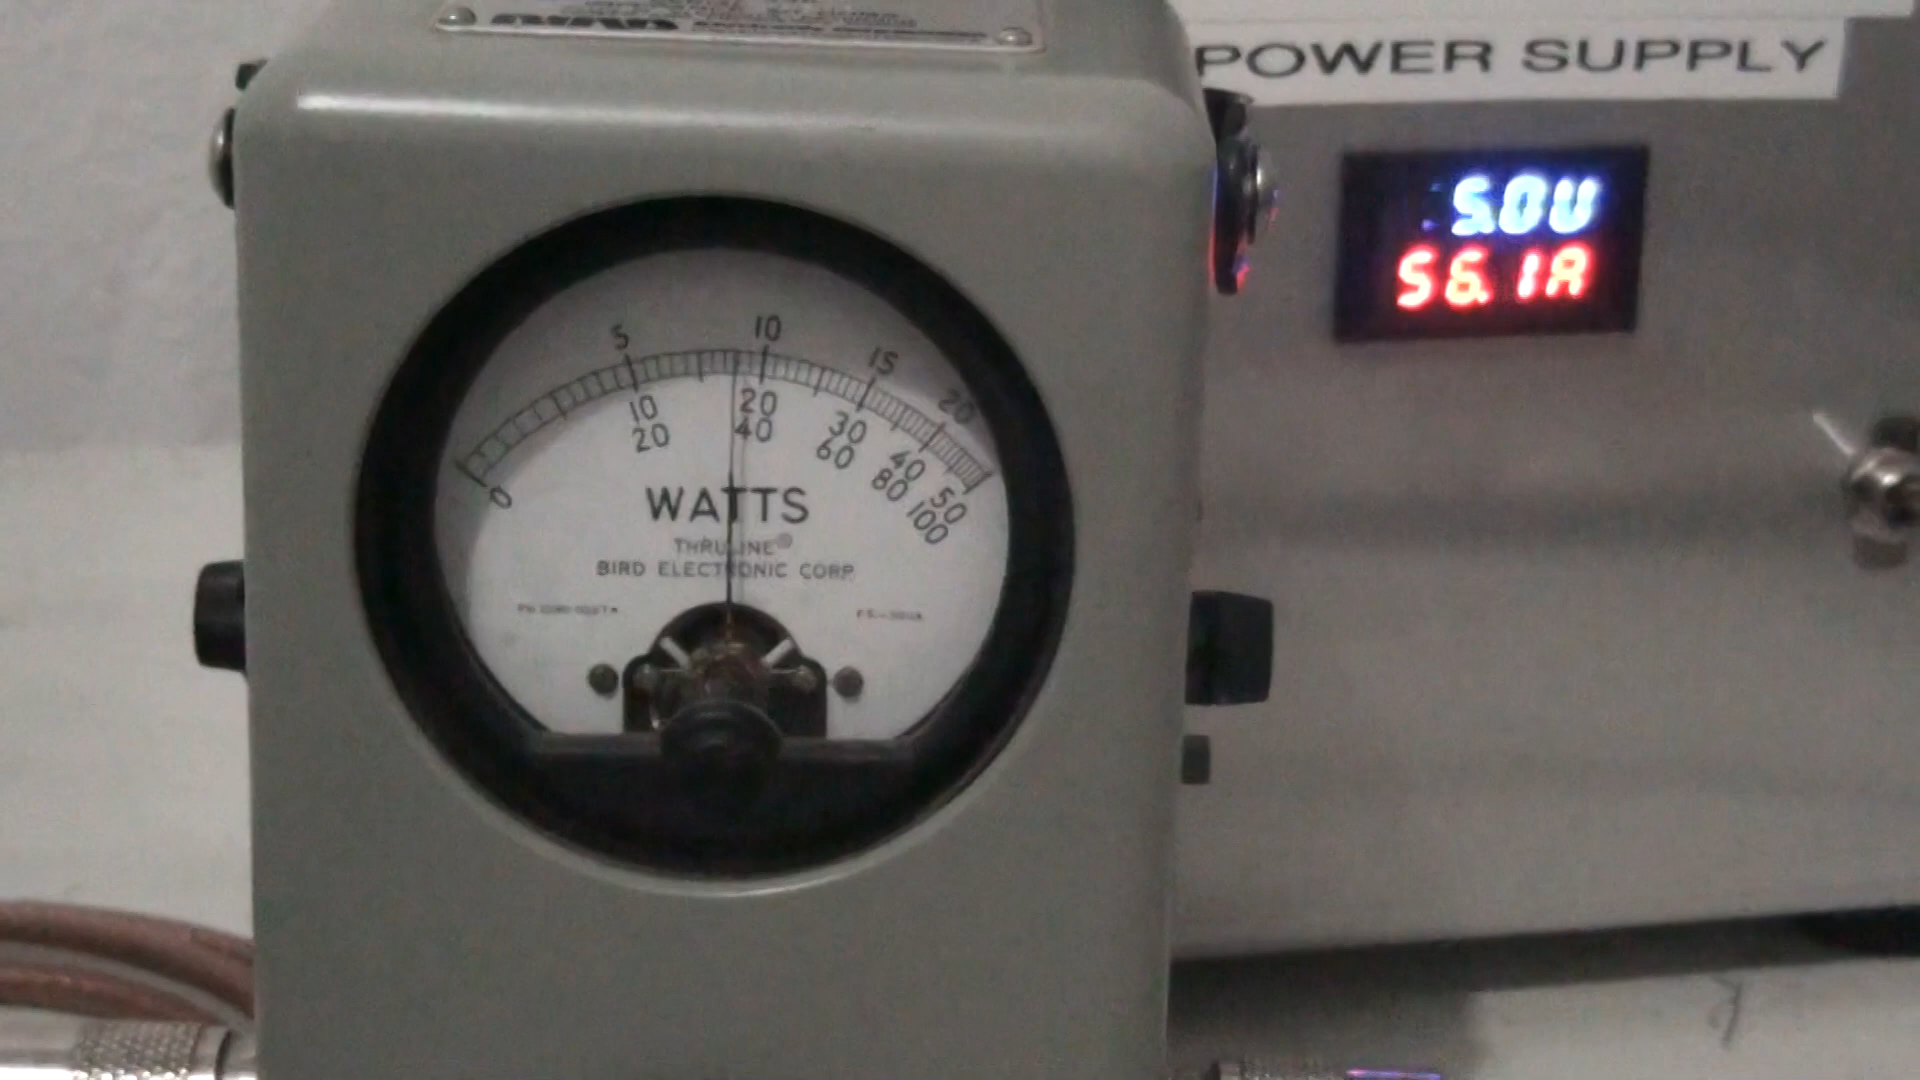 POWER SUPPLY
5.0V
56.1A
5 10 15 20
10 20 30 40 50
20 40 60 80 100
0
WATTS
THRULINE®
BIRD ELECTRONIC CORP.